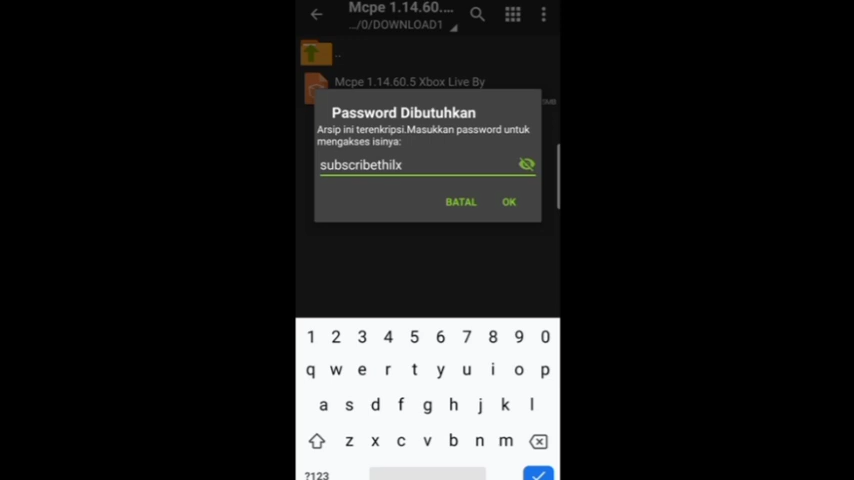 Mcpe 1.14.60....
.../0/DOWNLOAD1
..
Mcpe 1.14.60.5 Xbox Live By
Password Dibutuhkan
Arsip ini terenkripsi.Masukkan password untuk
mengakses isinya:
subscribethilx
BATAL OK
1 2 3 4 5 6 7 8 9 0
q w e r t y u i o p
a s d f g h j k l
z x c v b n m
?123